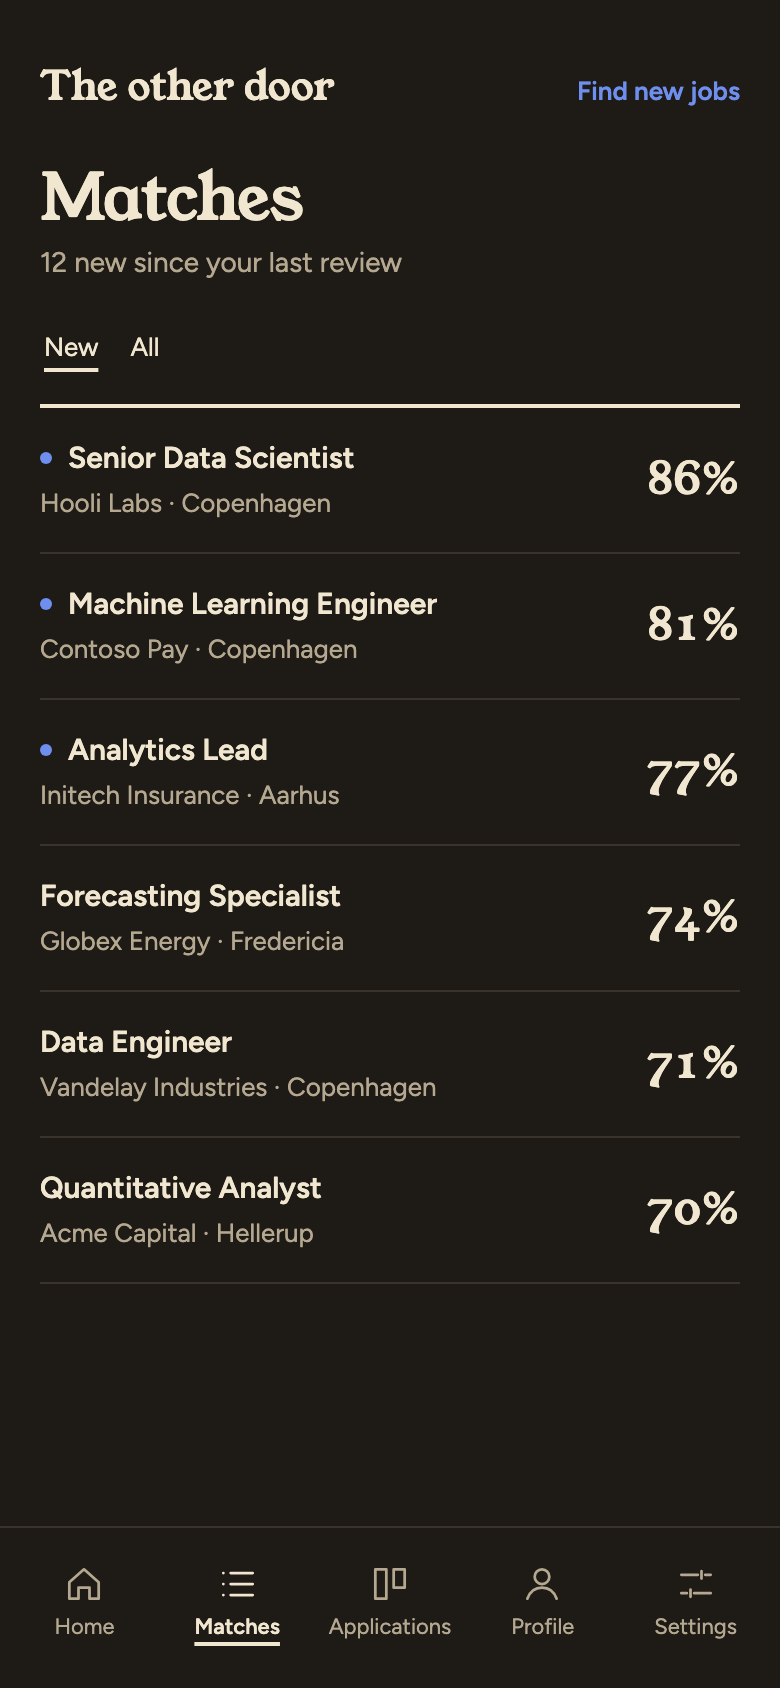 The other door
Find new jobs
Matches
12 new since your last review
New All
Senior Data Scientist
Hooli Labs · Copenhagen
86%
Machine Learning Engineer
Contoso Pay · Copenhagen
81%
Analytics Lead
Initech Insurance · Aarhus
77%
Forecasting Specialist
Globex Energy · Fredericia
74%
Data Engineer
Vandelay Industries · Copenhagen
71%
Quantitative Analyst
Acme Capital · Hellerup
70%
Home Matches Applications Profile Settings